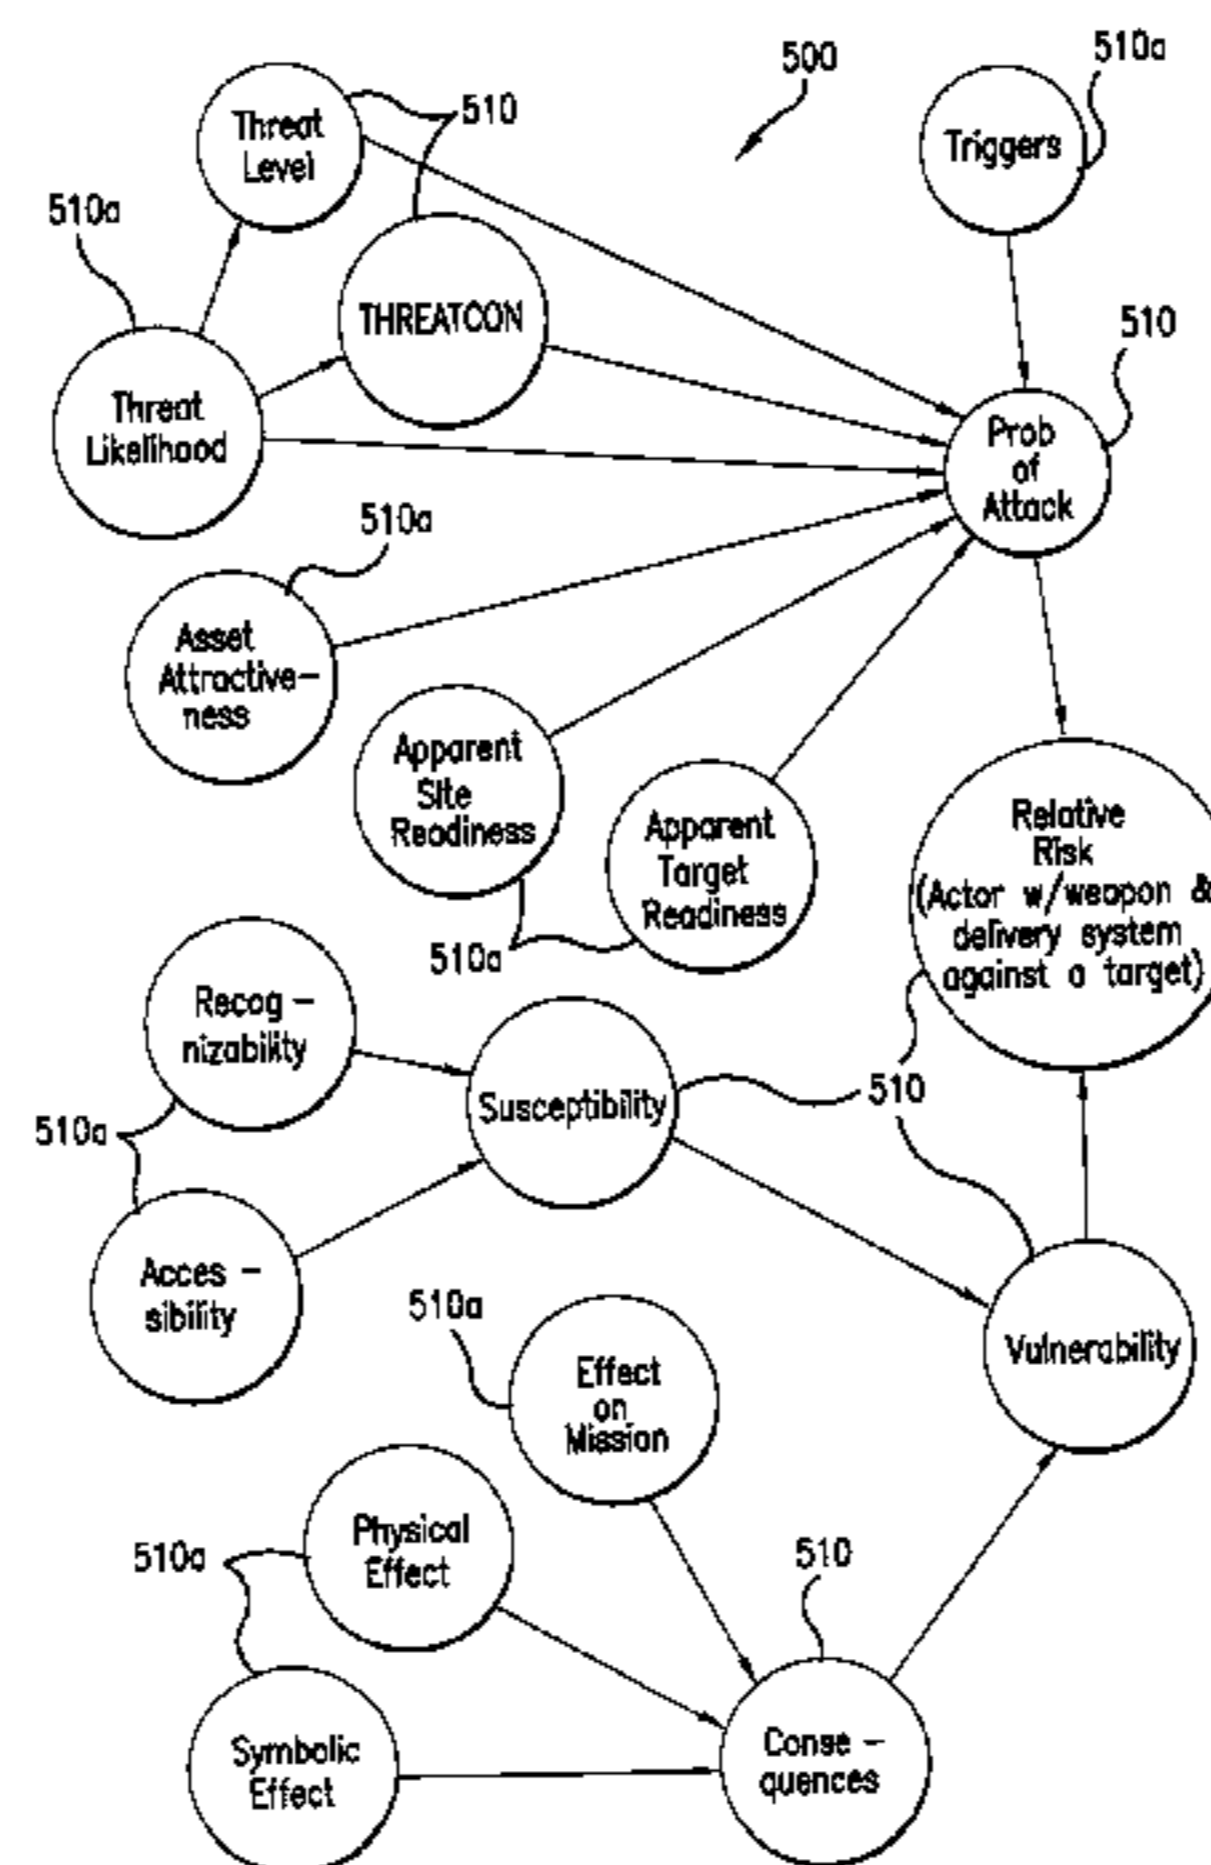 500
510a
Threat
Level
510
Triggers
510a
THREATCON
510
Threat
Likelihood
Prob
of
Attack
510a
Asset
Attractive-
ness
Apparent
Site
Readiness
Apparent
Target
Readiness
Relative
Risk
(Actor w/weapon &
delivery system
against a target)
510a
Recog-
nizability
Susceptibility
510
510a
Acces-
sibility
510a
Effect
on
Mission
Vulnerability
Physical
Effect
510a
510
Symbolic
Effect
Conse-
quences